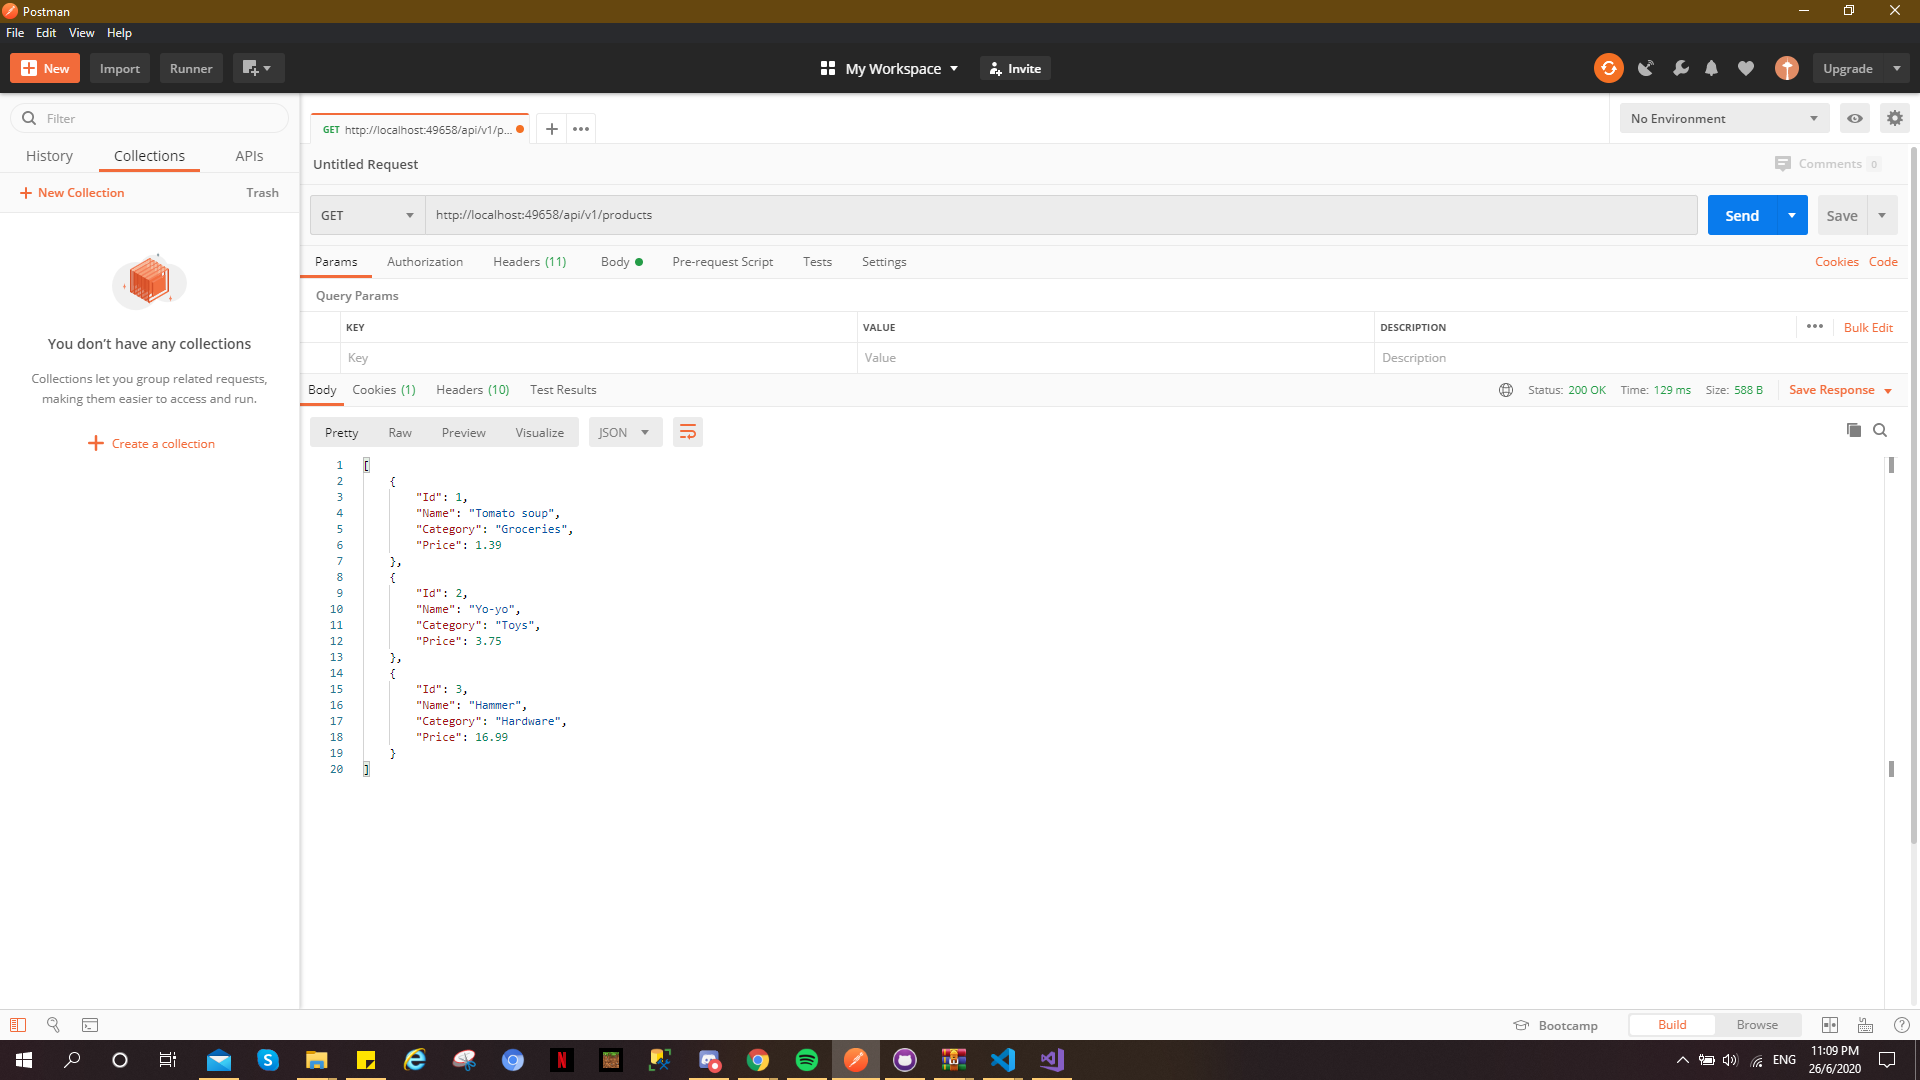 Postman
File Edit View Help
New Import Runner My Workspace Invite Upgrade
Filter
History Collections APIs
New Collection Trash
You don't have any collections
Collections let you group related requests,
making them easier to access and run.
Create a collection
GET http://localhost:49658/api/v1/p...
No Environment
Untitled Request
Comments 0
GET http://localhost:49658/api/v1/products Send Save
Params Authorization Headers (11) Body Pre-request Script Tests Settings Cookies Code
Query Params
KEY VALUE DESCRIPTION Bulk Edit
Key Value Description
Body Cookies (1) Headers (10) Test Results Status: 200 OK Time: 129 ms Size: 588 B Save Response
Pretty Raw Preview Visualize JSON
1 [
2 {
3 "Id": 1,
4 "Name": "Tomato soup",
5 "Category": "Groceries",
6 "Price": 1.39
7 },
8 {
9 "Id": 2,
10 "Name": "Yo-yo",
11 "Category": "Toys",
12 "Price": 3.75
13 },
14 {
15 "Id": 3,
16 "Name": "Hammer",
17 "Category": "Hardware",
18 "Price": 16.99
19 }
20 ]
Bootcamp Build Browse
ENG
11:09 PM
26/6/2020